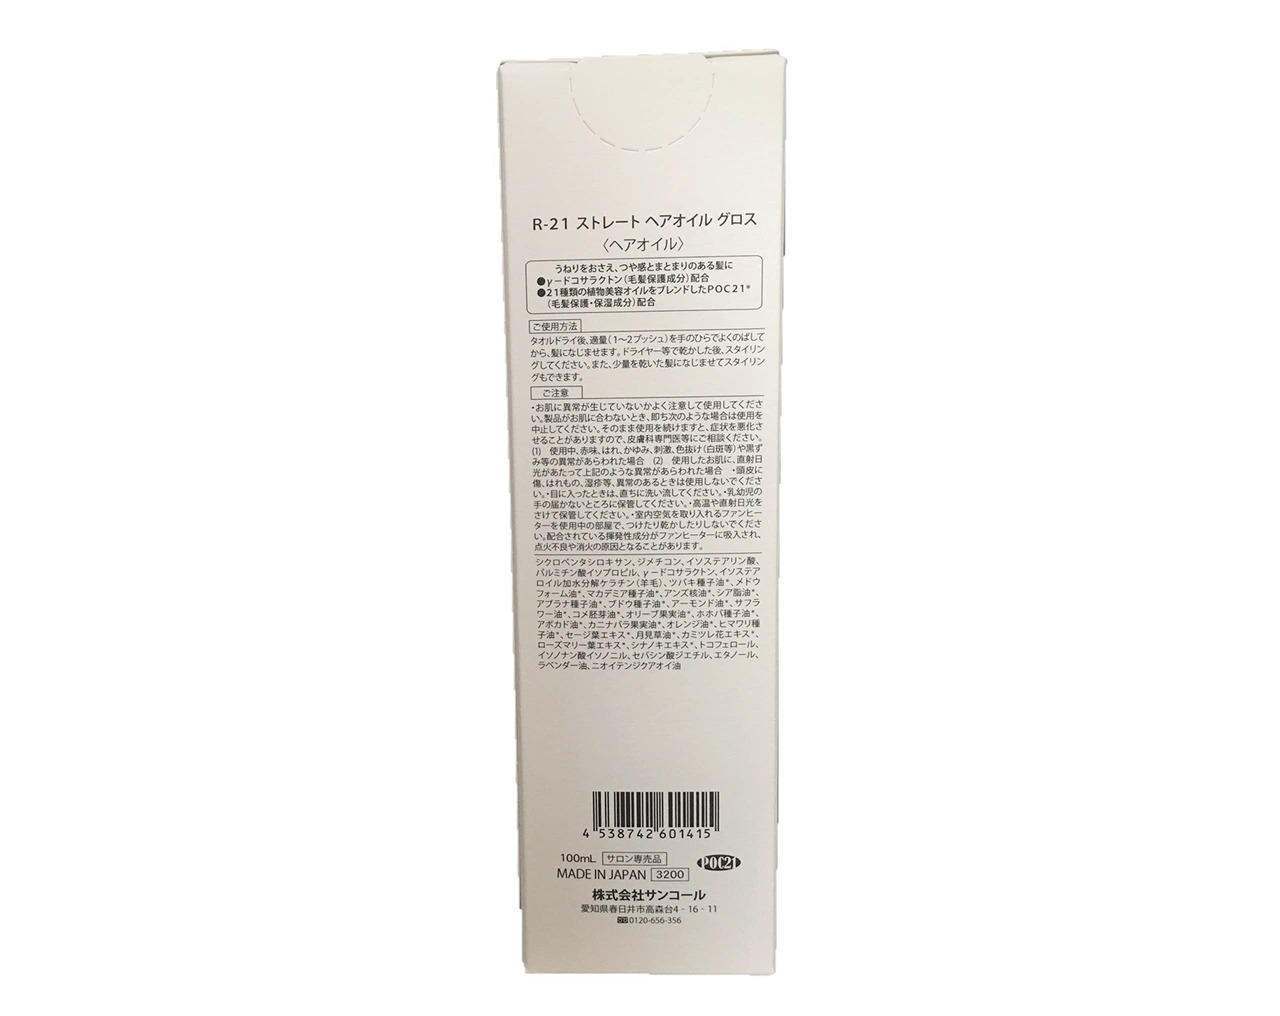 R-21 ストレート ヘアオイル グロス
〈ヘアオイル〉
うねりをおさえ、つや感とまとまりのある髪に
●γードコサラクトン（毛髪保護成分）配合
●21種類の植物美容オイルをブレンドしたPOC21*
（毛髪保護・保湿成分）配合
ご使用方法
タオルドライ後、適量（1〜2プッシュ）を手のひらでよくのばして
から、髪になじませます。ドライヤー等で乾かした後、スタイリン
グしてください。また、少量を乾いた髪になじませてスタイリン
グもできます。
ご注意
・お肌に異常が生じていないかよく注意して使用してくださ
い。製品がお肌に合わないとき、即ち次のような場合は使用を
中止してください。そのまま使用を続けますと、症状を悪化さ
せることがありますので、皮膚科専門医等にご相談ください。
(1) 使用中、赤味、はれ、かゆみ、刺激、色抜け（白斑等）や黒ず
み等の異常があらわれた場合 (2) 使用したお肌に、直射日
光があたって上記のような異常があらわれた場合 ・頭皮に
傷、はれもの、湿疹等、異常のあるときは使用しないでくださ
い。・目に入ったときは、直ちに洗い流してください。・乳幼児の
手の届かないところに保管してください。・高温や直射日光を
さけて保管してください。・室内空気を取り入れるファンヒー
ターを使用中の部屋で、つけたり乾かしたりしないでくださ
い。配合されている揮発性成分がファンヒーターに吸入され、
点火不良や消火の原因となることがあります。
シクロペンタシロキサン、ジメチコン、イソステアリン酸、
パルミチン酸イソプロピル、γードコサラクトン、イソステア
ロイル加水分解ケラチン（羊毛）、ツバキ種子油*、メドウ
フォーム油*、マカデミア種子油*、アンズ核油*、シア脂油*、
アブラナ種子油*、ブドウ種子油*、アーモンド油*、サフラ
ワー油*、コメ胚芽油*、オリーブ果実油*、ホホバ種子油*、
アボカド油*、カニナバラ果実油*、オレンジ油*、ヒマワリ種
子油*、セージ葉エキス*、月見草油*、カミツレ花エキス*、
ローズマリー葉エキス*、シナノキエキス*、トコフェロール、
イソノナン酸イソノニル、セバシン酸ジエチル、エタノール、
ラベンダー油、ニオイテンジクアオイ油
4 538742 601415
100mL サロン専売品
POC21
MADE IN JAPAN 3200
株式会社サンコール
愛知県春日井市高森台4-16-11
0120-656-356